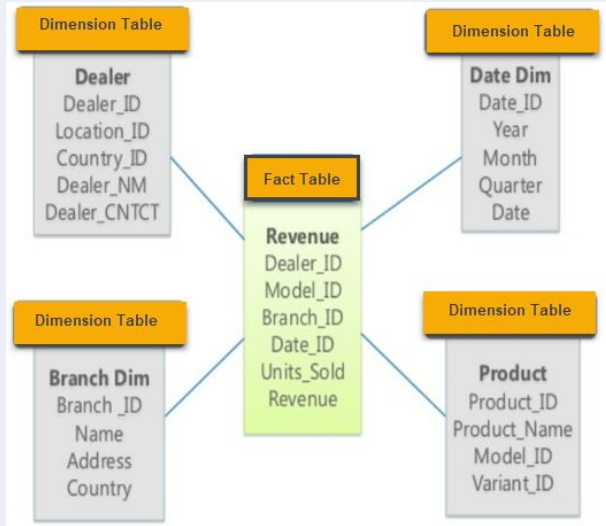 Dimension Table
Dealer
Dealer_ID
Location_ID
Country_ID
Dealer_NM
Dealer_CNTCT
Dimension Table
Date Dim
Date_ID
Year
Month
Quarter
Date
Fact Table
Revenue
Dealer_ID
Model_ID
Branch_ID
Date_ID
Units_Sold
Revenue
Dimension Table
Branch Dim
Branch _ID
Name
Address
Country
Dimension Table
Product
Product_ID
Product_Name
Model_ID
Variant_ID